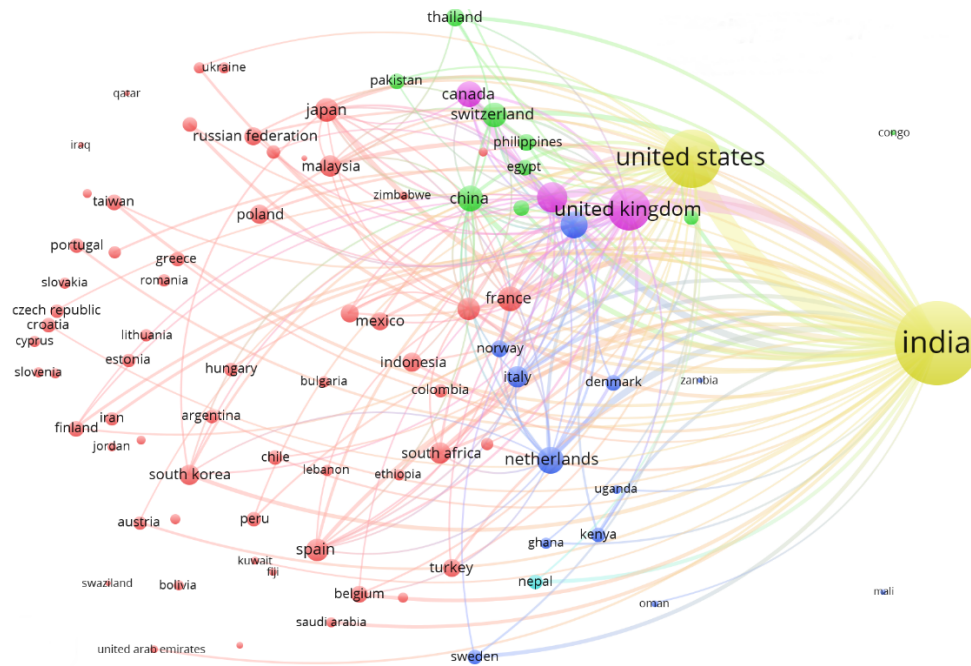 thailand
ukraine
pakistan
qatar
canada
japan
switzerland
russian federation
congo
philippines
iraq
united states
malaysia
egypt
zimbabwe
china
taiwan
united kingdom
poland
portugal
greece
slovakia
romania
france
czech republic
mexico
croatia
lithuania
cyprus
india
norway
estonia
indonesia
hungary
slovenia
italy
denmark
zambia
bulgaria
colombia
iran
argentina
finland
jordan
chile
south africa
netherlands
lebanon
ethiopia
south korea
uganda
austria
peru
kenya
ghana
spain
kuwait
turkey
fiji
swaziland
bolivia
nepal
mali
belgium
oman
saudi arabia
united arab emirates
sweden